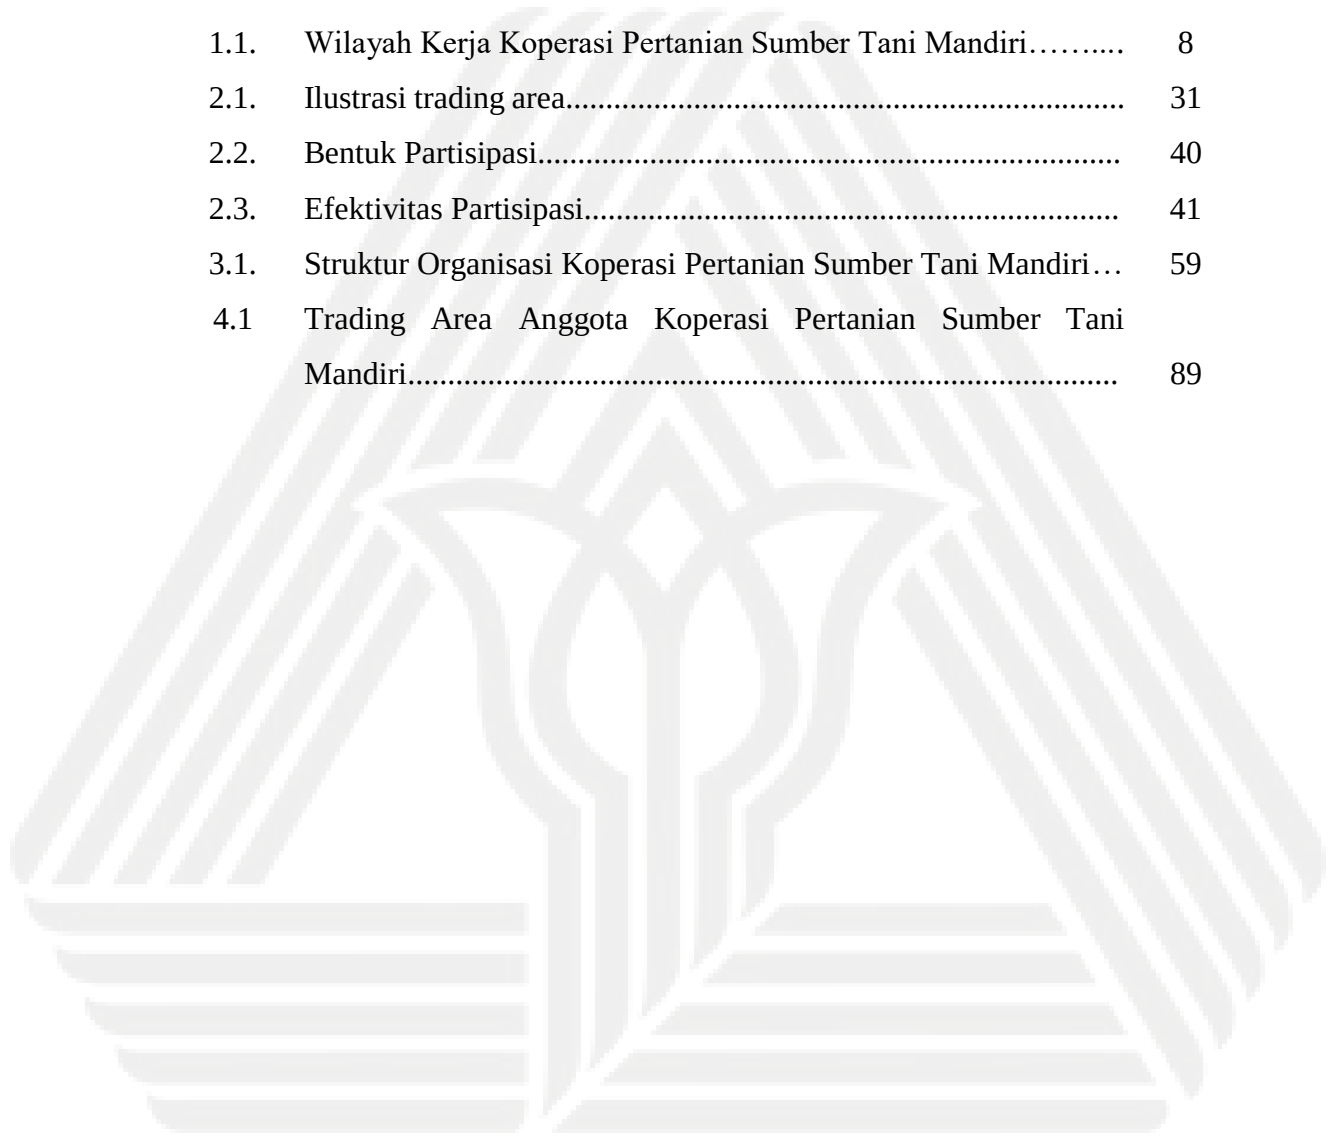 1.1. Wilayah Kerja Koperasi Pertanian Sumber Tani Mandiri…….... 8
2.1. Ilustrasi trading area..................................................................... 31
2.2. Bentuk Partisipasi........................................................................ 40
2.3. Efektivitas Partisipasi.................................................................. 41
3.1. Struktur Organisasi Koperasi Pertanian Sumber Tani Mandiri… 59
4.1 Trading Area Anggota Koperasi Pertanian Sumber Tani
Mandiri........................................................................................ 89